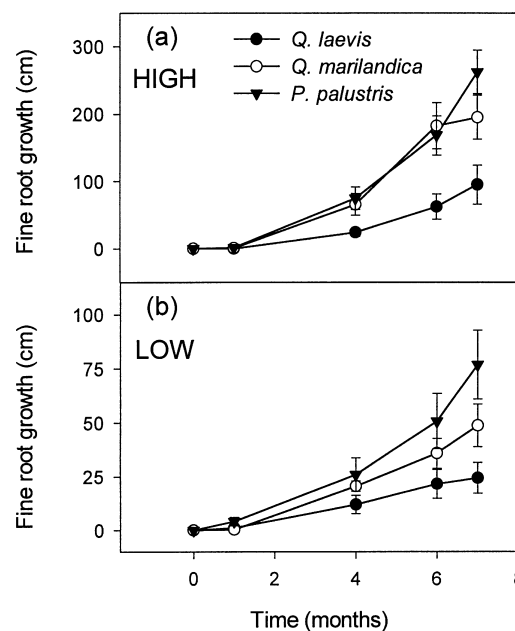 (a)
HIGH
Q. laevis
Q. marilandica
P. palustris
Fine root growth (cm)
300
200
100
0
(b)
LOW
Fine root growth (cm)
100
75
50
25
0
0 2 4 6 8
Time (months)